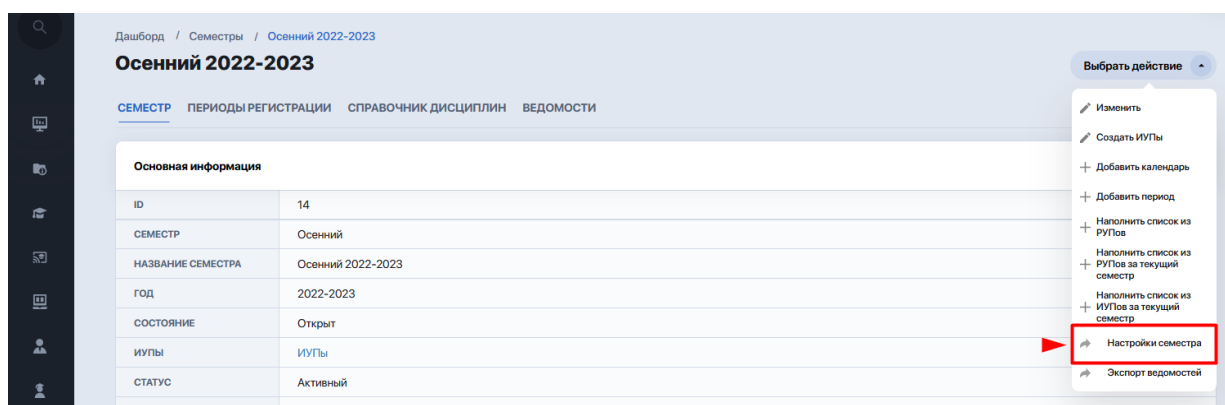 Дашборд / Семестры / Осенний 2022-2023
Осенний 2022-2023
Выбрать действие
СЕМЕСТР ПЕРИОДЫ РЕГИСТРАЦИИ СПРАВОЧНИК ДИСЦИПЛИН ВЕДОМОСТИ
Изменить
Создать ИУПы
Добавить календарь
Добавить период
Наполнить список из
РУПов
Наполнить список из
РУПов за текущий
семестр
Наполнить список из
ИУПов за текущий
семестр
Настройки семестра
Экспорт ведомостей
Основная информация
ID 14
СЕМЕСТР Осенний
НАЗВАНИЕ СЕМЕСТРА Осенний 2022-2023
ГОД 2022-2023
СОСТОЯНИЕ Открыт
ИУПЫ ИУПы
СТАТУС Активный